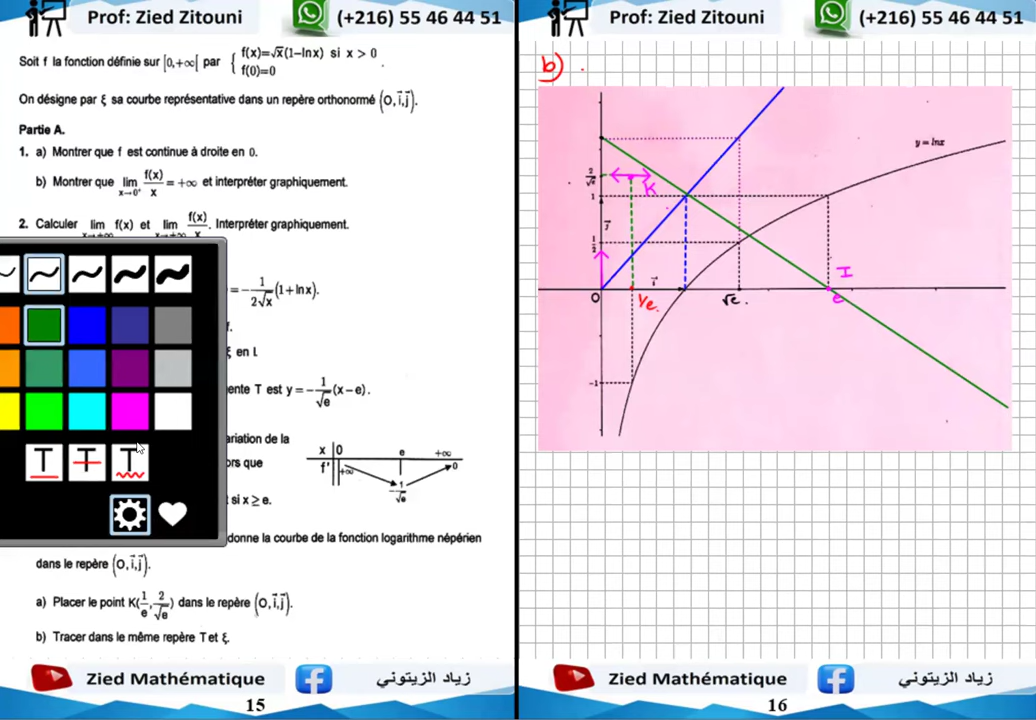 Prof: Zied Zitouni (+216) 55 46 44 51
Soit f la fonction définie sur [0,+∞[ par { f(x)=√x(1−lnx) si x > 0
f(0)=0 .
On désigne par ξ sa courbe représentative dans un repère orthonormé (O,i⃗,j⃗).
Partie A.
1. a) Montrer que f est continue à droite en 0.
b) Montrer que lim x→0⁺ f(x)/x = +∞ et interpréter graphiquement.
2. Calculer lim x→+∞ f(x) et lim x→+∞ f(x)/x. Interpréter graphiquement.
= −1/(2√x)(1+lnx).
f.
ξ en I.
ente T est y = −1/√e(x−e).
ariation de la
ors que
si x ≥ e.
x 0 e +∞
f' +∞ −1/√e 0
donne la courbe de la fonction logarithme népérien
dans le repère (O,i⃗,j⃗).
a) Placer le point K(1/e, 2/√e) dans le repère (O,i⃗,j⃗).
b) Tracer dans le même repère T et ξ.
T T T
Zied Mathématique زياد الزيتوني
15
Prof: Zied Zitouni (+216) 55 46 44 51
b) .
y = lnx
2/√e
K
1
j⃗
1/2
I
O 1/e i⃗ √e . e
−1
Zied Mathématique زياد الزيتوني
16